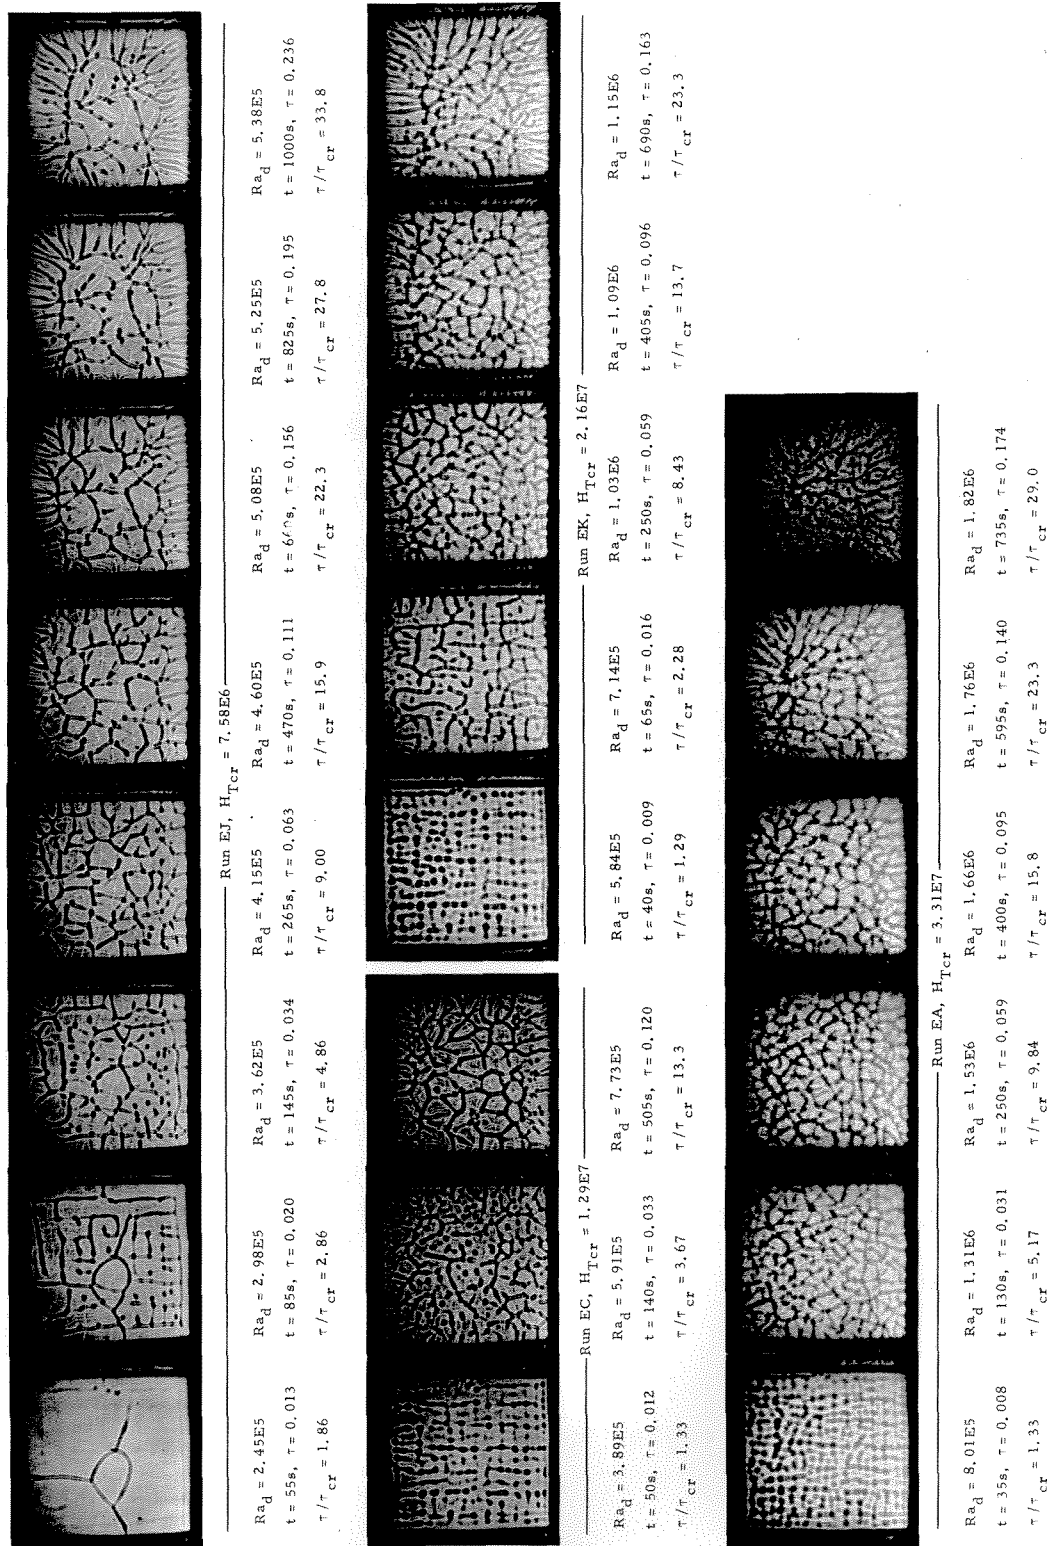 Ra_d = 2.45E5
t = 55s, τ = 0.013
τ/τ_cr = 1.86
Ra_d = 2.98E5
t = 85s, τ = 0.020
τ/τ_cr = 2.86
Ra_d = 3.62E5
t = 145s, τ = 0.034
τ/τ_cr = 4.86
Ra_d = 4.15E5
t = 265s, τ = 0.063
τ/τ_cr = 9.00
Ra_d = 4.60E5
t = 470s, τ = 0.111
τ/τ_cr = 15.9
Ra_d = 5.08E5
τ = 0.156
τ/τ_cr = 22.3
Ra_d = 5.25E5
t = 825s, τ = 0.195
τ/τ_cr = 27.8
Ra_d = 5.38E5
t = 1000s, τ = 0.236
τ/τ_cr = 33.8
Run EJ, H_Tcr = 7.58E6
Ra_d = 3.89E5
t = 50s, τ = 0.012
τ/τ_cr = 1.33
Ra_d = 5.91E5
t = 140s, τ = 0.033
τ/τ_cr = 3.67
Ra_d = 7.73E5
t = 505s, τ = 0.120
τ/τ_cr = 13.3
Run EC, H_Tcr = 1.29E7
Ra_d = 5.84E5
t = 40s, τ = 0.009
τ/τ_cr = 1.29
Ra_d = 7.14E5
t = 65s, τ = 0.016
τ/τ_cr = 2.28
Ra_d = 1.03E6
t = 250s, τ = 0.059
τ/τ_cr = 8.43
Ra_d = 1.09E6
t = 405s, τ = 0.096
τ/τ_cr = 13.7
Ra_d = 1.15E6
t = 690s, τ = 0.163
τ/τ_cr = 23.3
Run EK, H_Tcr = 2.16E7
Ra_d = 8.01E5
t = 35s, τ = 0.008
τ/τ_cr = 1.33
Ra_d = 1.31E6
t = 130s, τ = 0.031
τ/τ_cr = 5.17
Ra_d = 1.53E6
t = 250s, τ = 0.059
τ/τ_cr = 9.84
Ra_d = 1.66E6
t = 400s, τ = 0.095
τ/τ_cr = 15.8
Ra_d = 1.76E6
t = 595s, τ = 0.140
τ/τ_cr = 23.3
Ra_d = 1.82E6
t = 735s, τ = 0.174
τ/τ_cr = 29.0
Run EA, H_Tcr = 3.31E7